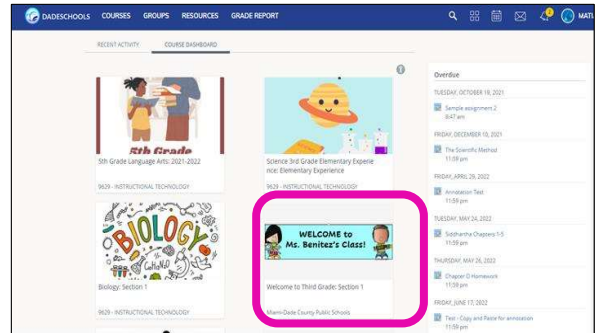 DADESCHOOLS COURSES GROUPS RESOURCES GRADE REPORT
RECENT ACTIVITY COURSE DASHBOARD
5th Grade
5th Grade Language Arts: 2021-2022
9629 - INSTRUCTIONAL TECHNOLOGY
Science 3rd Grade Elementary Experie
nce: Elementary Experience
9629 - INSTRUCTIONAL TECHNOLOGY
BIOLOGY
Biology: Section 1
9629 - INSTRUCTIONAL TECHNOLOGY
WELCOME to
Ms. Benitez's Class!
Welcome to Third Grade: Section 1
Miami-Dade County Public Schools
Overdue
TUESDAY, OCTOBER 19, 2021
Sample assignment 2
8:47 am
FRIDAY, DECEMBER 10, 2021
The Scientific Method
11:59 pm
FRIDAY, APRIL 29, 2022
Annotation Test
11:59 pm
TUESDAY, MAY 24, 2022
Siddhartha Chapters 1-5
11:59 pm
THURSDAY, MAY 26, 2022
Chapter D Homework
11:59 pm
FRIDAY, JUNE 17, 2022
Test - Copy and Paste for annotation
11:59 pm